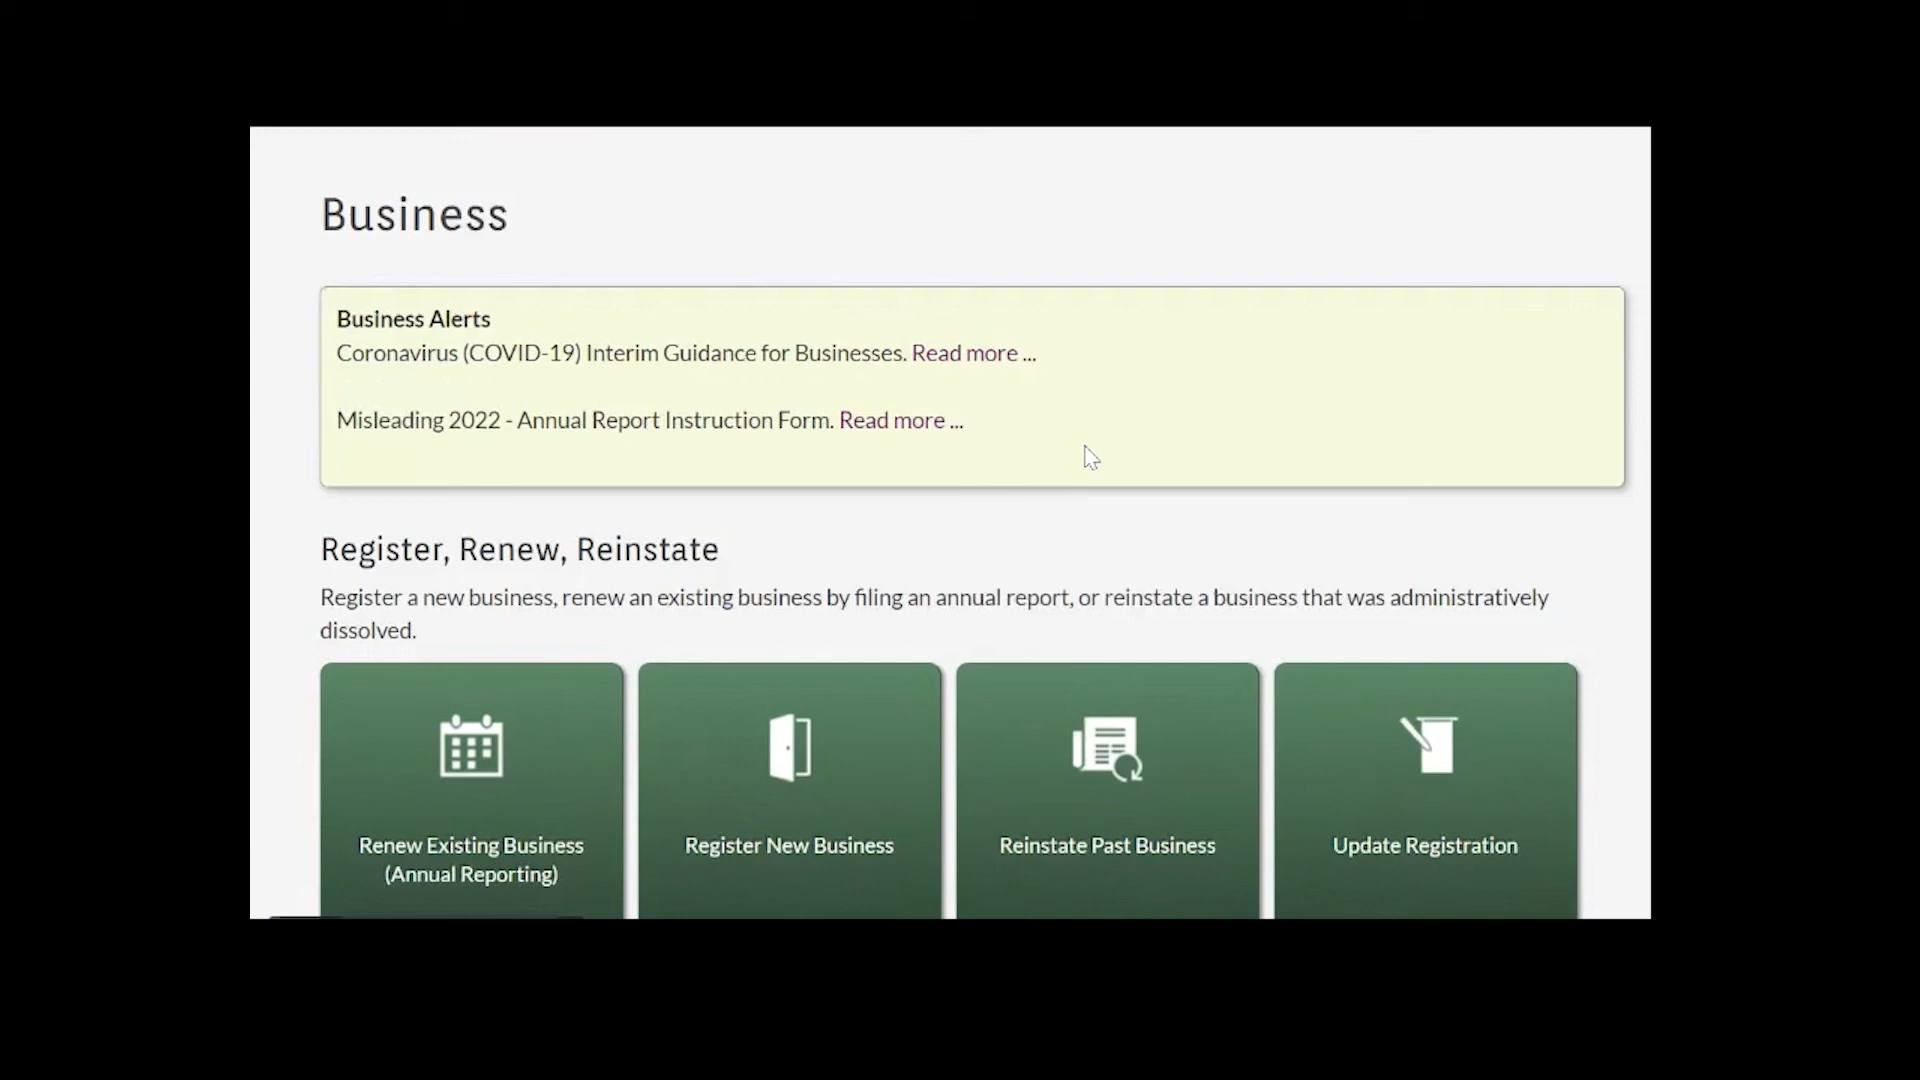 Business
Business Alerts
Coronavirus (COVID-19) Interim Guidance for Businesses. Read more ...
Misleading 2022 - Annual Report Instruction Form. Read more ...
Register, Renew, Reinstate
Register a new business, renew an existing business by filing an annual report, or reinstate a business that was administratively
dissolved.
Renew Existing Business
(Annual Reporting)
Register New Business
Reinstate Past Business
Update Registration